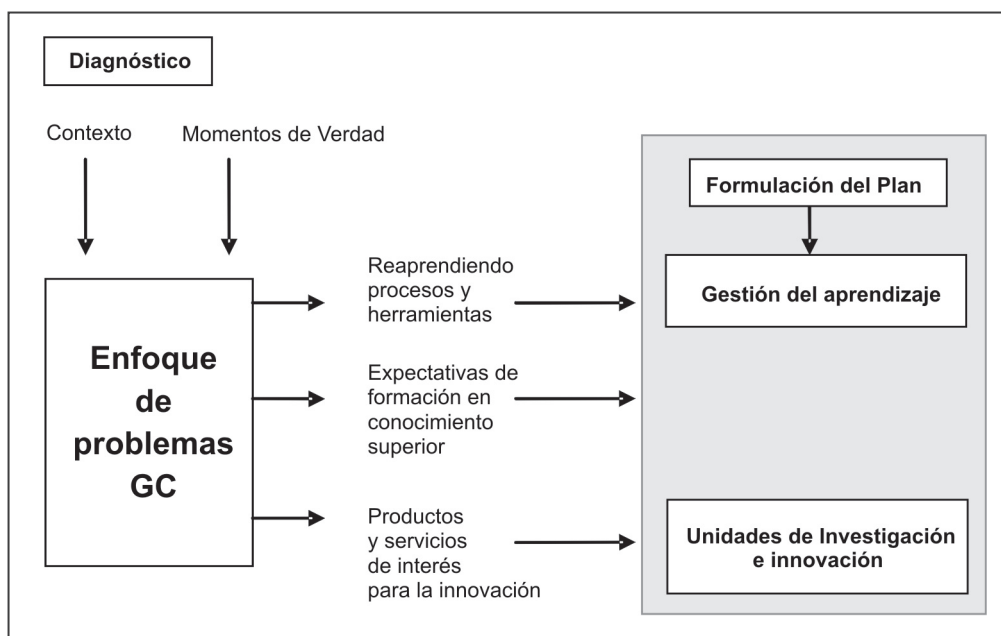 Diagnóstico
Contexto
Momentos de Verdad
Enfoque
de
problemas
GC
Reaprendiendo
procesos y
herramientas
Expectativas de
formación en
conocimiento
superior
Productos
y servicios
de interés
para la innovación
Formulación del Plan
Gestión del aprendizaje
Unidades de Investigación
e innovación